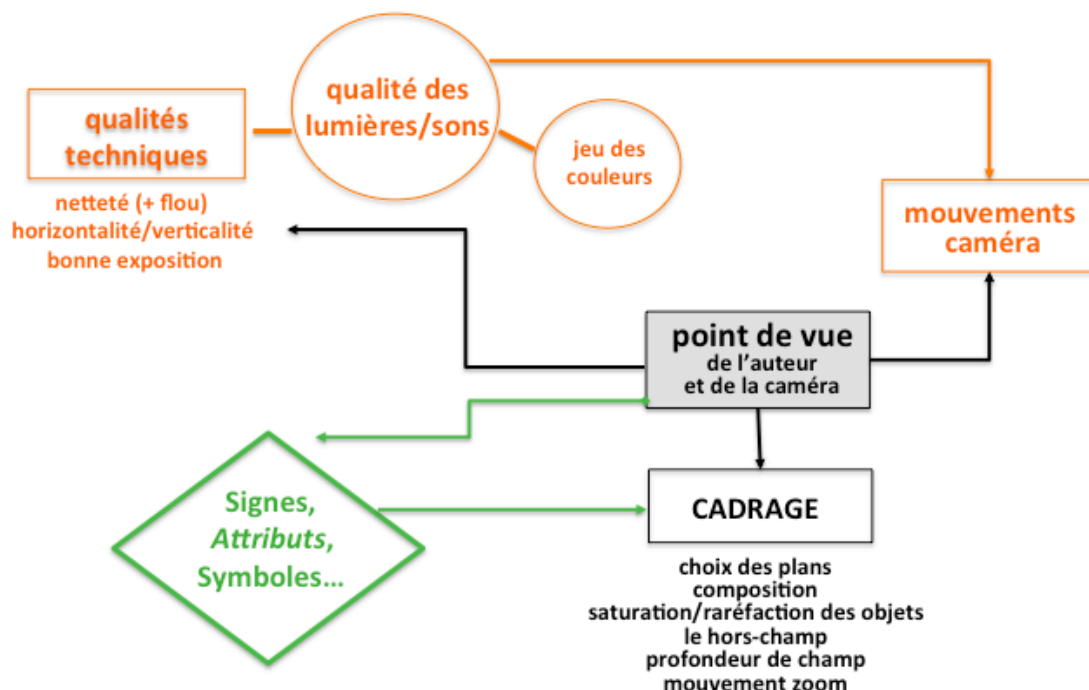 qualité des
lumières/sons
qualités
techniques
jeu des
couleurs
netteté (+ flou)
horizontalité/verticalité
bonne exposition
mouvements
caméra
point de vue
de l’auteur
et de la caméra
Signes,
Attributs,
Symboles...
CADRAGE
choix des plans
composition
saturation/raréfaction des objets
le hors-champ
profondeur de champ
mouvement zoom